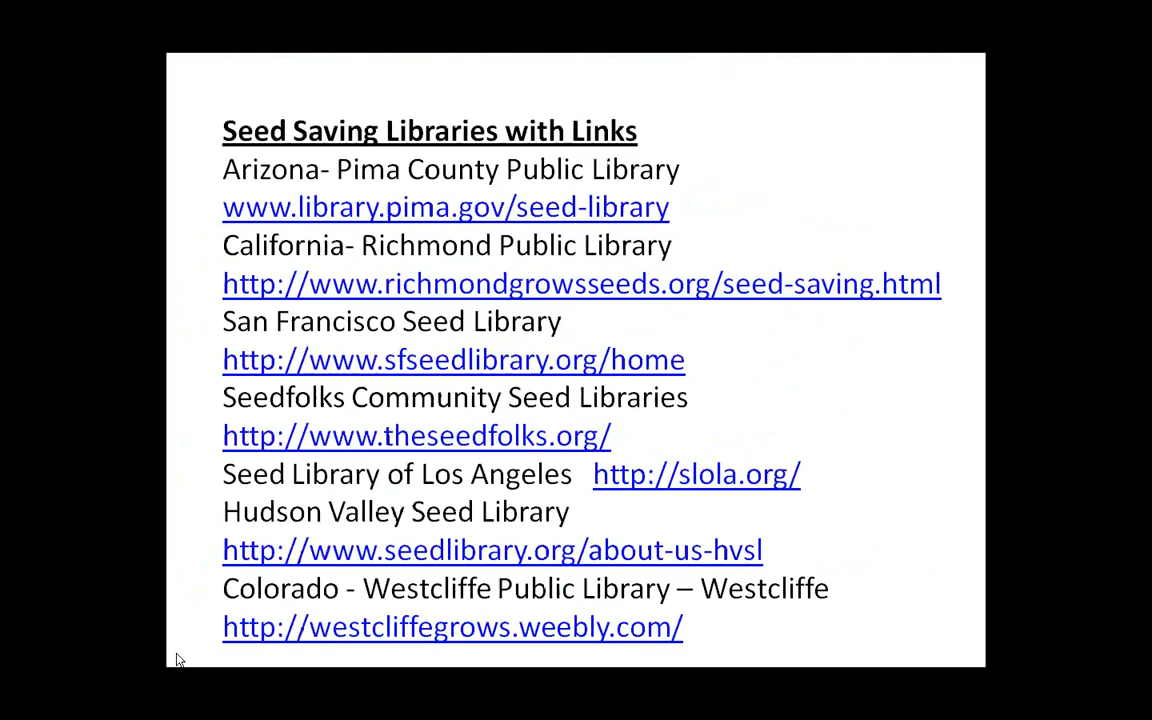 Seed Saving Libraries with Links
Arizona- Pima County Public Library
www.library.pima.gov/seed-library
California- Richmond Public Library
http://www.richmondgrowsseeds.org/seed-saving.html
San Francisco Seed Library
http://www.sfseedlibrary.org/home
Seedfolks Community Seed Libraries
http://www.theseedfolks.org/
Seed Library of Los Angeles http://slola.org/
Hudson Valley Seed Library
http://www.seedlibrary.org/about-us-hvsl
Colorado - Westcliffe Public Library – Westcliffe
http://westcliffegrows.weebly.com/